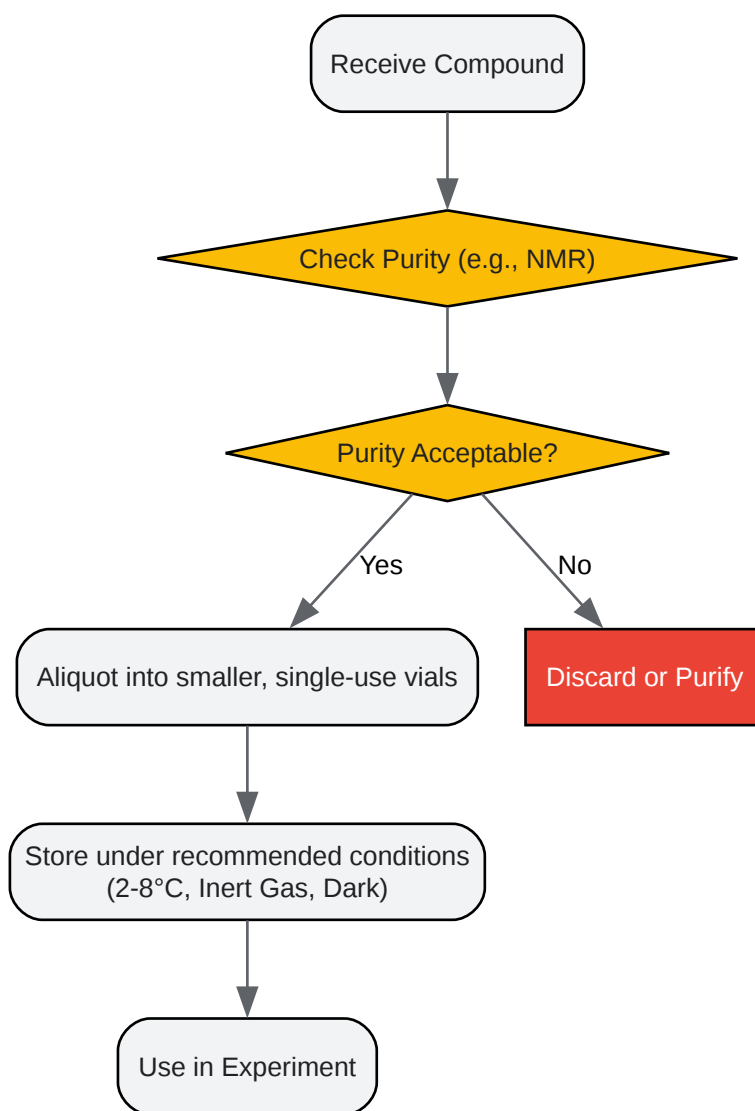 Receive Compound
Check Purity (e.g., NMR)
Purity Acceptable?
Yes
No
Aliquot into smaller, single-use vials
Discard or Purify
Store under recommended conditions
(2-8°C, Inert Gas, Dark)
Use in Experiment